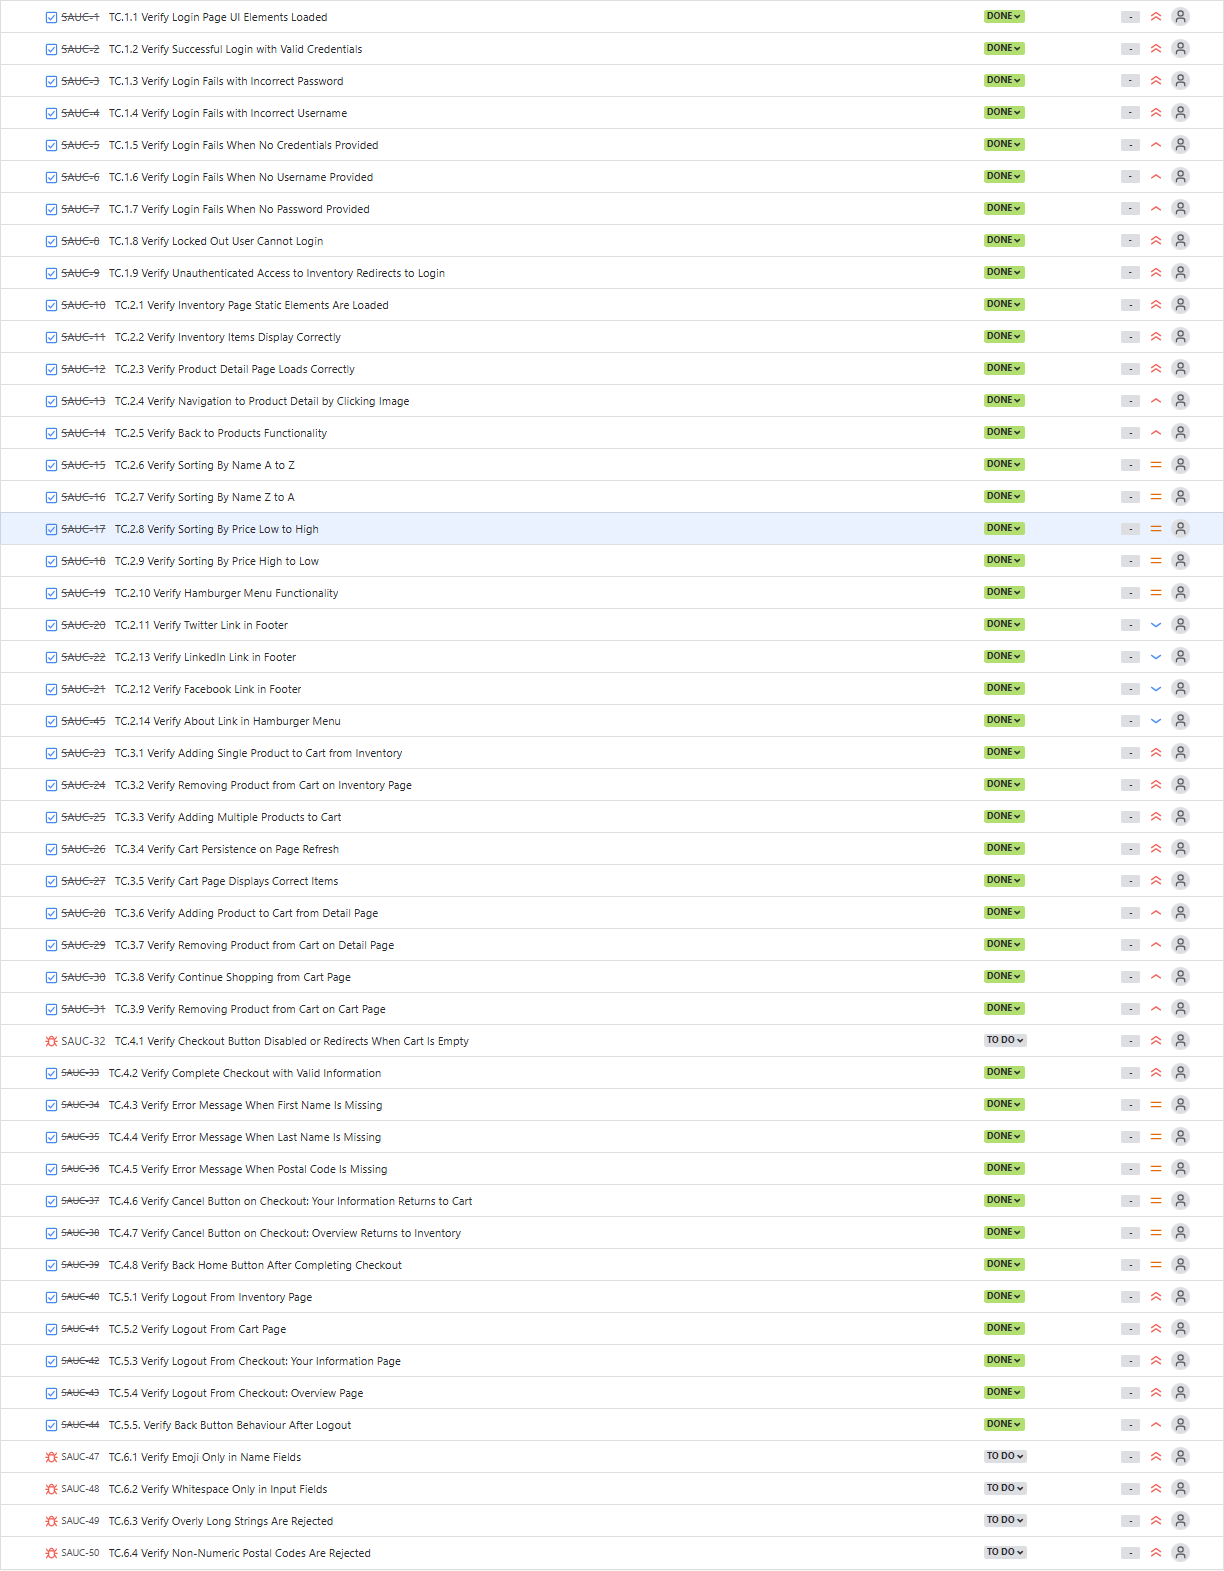 SAUC-1 TC.1.1 Verify Login Page UI Elements Loaded DONE -
SAUC-2 TC.1.2 Verify Successful Login with Valid Credentials DONE -
SAUC-3 TC.1.3 Verify Login Fails with Incorrect Password DONE -
SAUC-4 TC.1.4 Verify Login Fails with Incorrect Username DONE -
SAUC-5 TC.1.5 Verify Login Fails When No Credentials Provided DONE -
SAUC-6 TC.1.6 Verify Login Fails When No Username Provided DONE -
SAUC-7 TC.1.7 Verify Login Fails When No Password Provided DONE -
SAUC-8 TC.1.8 Verify Locked Out User Cannot Login DONE -
SAUC-9 TC.1.9 Verify Unauthenticated Access to Inventory Redirects to Login DONE -
SAUC-10 TC.2.1 Verify Inventory Page Static Elements Are Loaded DONE -
SAUC-11 TC.2.2 Verify Inventory Items Display Correctly DONE -
SAUC-12 TC.2.3 Verify Product Detail Page Loads Correctly DONE -
SAUC-13 TC.2.4 Verify Navigation to Product Detail by Clicking Image DONE -
SAUC-14 TC.2.5 Verify Back to Products Functionality DONE -
SAUC-15 TC.2.6 Verify Sorting By Name A to Z DONE -
SAUC-16 TC.2.7 Verify Sorting By Name Z to A DONE -
SAUC-17 TC.2.8 Verify Sorting By Price Low to High DONE -
SAUC-18 TC.2.9 Verify Sorting By Price High to Low DONE -
SAUC-19 TC.2.10 Verify Hamburger Menu Functionality DONE -
SAUC-20 TC.2.11 Verify Twitter Link in Footer DONE -
SAUC-22 TC.2.13 Verify LinkedIn Link in Footer DONE -
SAUC-21 TC.2.12 Verify Facebook Link in Footer DONE -
SAUC-45 TC.2.14 Verify About Link in Hamburger Menu DONE -
SAUC-23 TC.3.1 Verify Adding Single Product to Cart from Inventory DONE -
SAUC-24 TC.3.2 Verify Removing Product from Cart on Inventory Page DONE -
SAUC-25 TC.3.3 Verify Adding Multiple Products to Cart DONE -
SAUC-26 TC.3.4 Verify Cart Persistence on Page Refresh DONE -
SAUC-27 TC.3.5 Verify Cart Page Displays Correct Items DONE -
SAUC-28 TC.3.6 Verify Adding Product to Cart from Detail Page DONE -
SAUC-29 TC.3.7 Verify Removing Product from Cart on Detail Page DONE -
SAUC-30 TC.3.8 Verify Continue Shopping from Cart Page DONE -
SAUC-31 TC.3.9 Verify Removing Product from Cart on Cart Page DONE -
SAUC-32 TC.4.1 Verify Checkout Button Disabled or Redirects When Cart Is Empty TO DO -
SAUC-33 TC.4.2 Verify Complete Checkout with Valid Information DONE -
SAUC-34 TC.4.3 Verify Error Message When First Name Is Missing DONE -
SAUC-35 TC.4.4 Verify Error Message When Last Name Is Missing DONE -
SAUC-36 TC.4.5 Verify Error Message When Postal Code Is Missing DONE -
SAUC-37 TC.4.6 Verify Cancel Button on Checkout: Your Information Returns to Cart DONE -
SAUC-38 TC.4.7 Verify Cancel Button on Checkout: Overview Returns to Inventory DONE -
SAUC-39 TC.4.8 Verify Back Home Button After Completing Checkout DONE -
SAUC-40 TC.5.1 Verify Logout From Inventory Page DONE -
SAUC-41 TC.5.2 Verify Logout From Cart Page DONE -
SAUC-42 TC.5.3 Verify Logout From Checkout: Your Information Page DONE -
SAUC-43 TC.5.4 Verify Logout From Checkout: Overview Page DONE -
SAUC-44 TC.5.5. Verify Back Button Behaviour After Logout DONE -
SAUC-47 TC.6.1 Verify Emoji Only in Name Fields TO DO -
SAUC-48 TC.6.2 Verify Whitespace Only in Input Fields TO DO -
SAUC-49 TC.6.3 Verify Overly Long Strings Are Rejected TO DO -
SAUC-50 TC.6.4 Verify Non-Numeric Postal Codes Are Rejected TO DO -